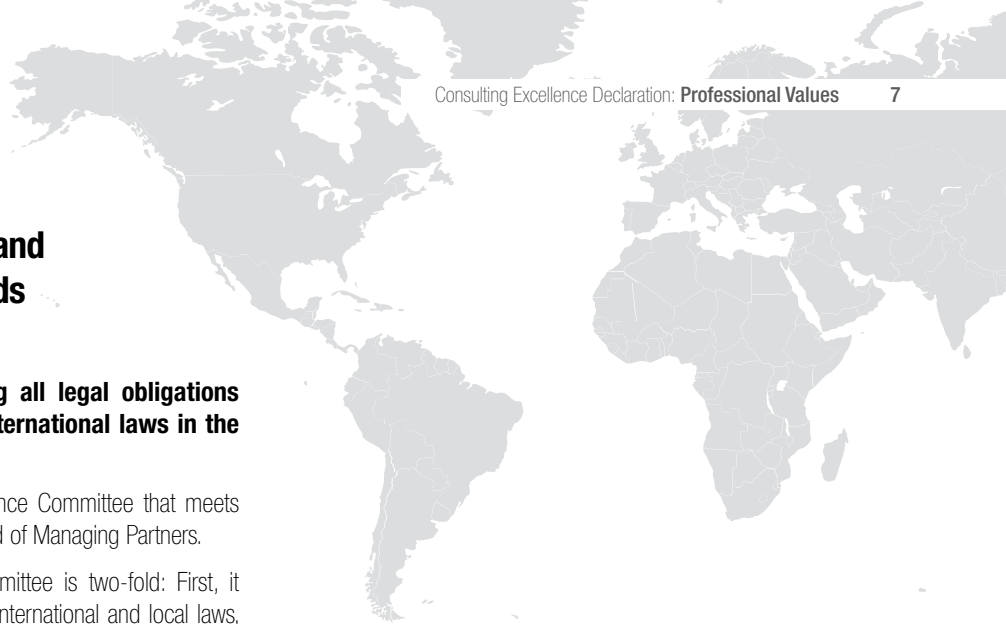 Consulting Excellence Declaration: Professional Values 7
and
ds
g all legal obligations
ternational laws in the
nce Committee that meets
d of Managing Partners.
mittee is two-fold: First, it
nternational and local laws,